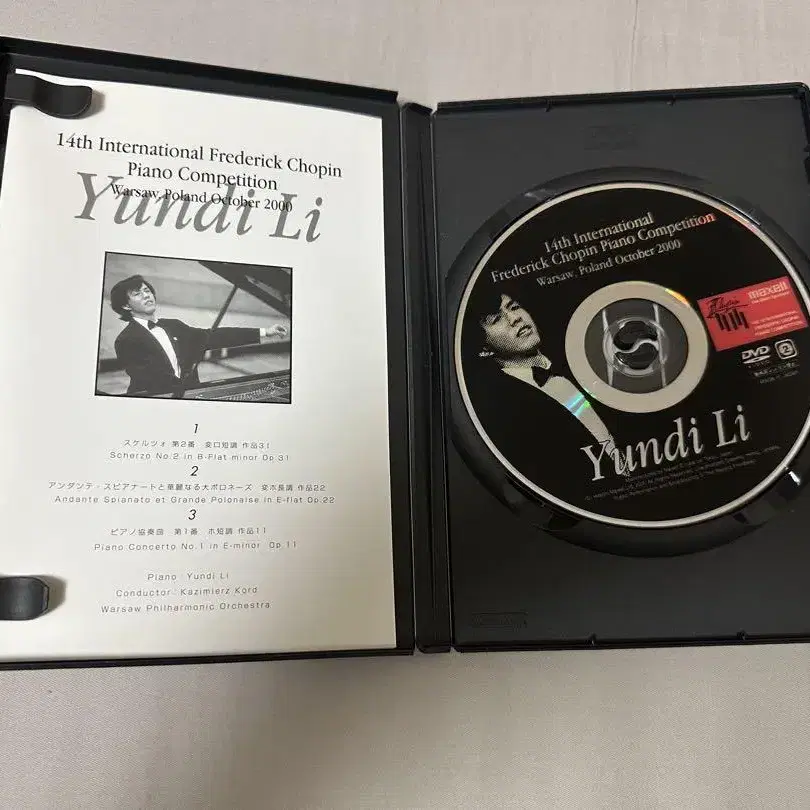 14th International Frederick Chopin
Piano Competition
Warsaw, Poland October 2000
Yundi Li
1
スケルツォ 第2番 変ロ短調 作品31
Scherzo No.2 in B-Flat minor Op.31
2
アンダンテ・スピアナートと華麗なる大ポロネーズ 変ホ長調 作品22
Andante Spianato et Grande Polonaise in E-flat Op.22
3
ピアノ協奏曲 第1番 ホ短調 作品11
Piano Concerto No.1 in E-minor Op.11
Piano : Yundi Li
Conductor : Kazimierz Kord
Warsaw Philharmonic Orchestra
14th International
Frederick Chopin Piano Competition
Warsaw, Poland October 2000
maxell
DVD
2
Yundi Li